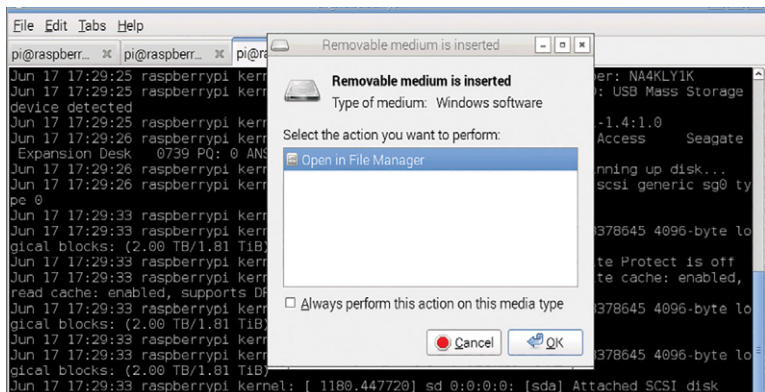 File Edit Tabs Help
pi@raspberr... pi@raspberr... pi@ra
Removable medium is inserted
Removable medium is inserted
Type of medium: Windows software
Select the action you want to perform:
Open in File Manager
Always perform this action on this media type
Cancel OK
Jun 17 17:29:25 raspberrypi kern er: NA4KLY1K
Jun 17 17:29:25 raspberrypi kern : USB Mass Storage
device detected
Jun 17 17:29:25 raspberrypi kern -1.4:1.0
Jun 17 17:29:26 raspberrypi kern Access Seagate
Expansion Desk 0739 PQ: 0 ANS
Jun 17 17:29:26 raspberrypi kern nning up disk...
Jun 17 17:29:26 raspberrypi kern scsi generic sg0 ty
pe 0
Jun 17 17:29:33 raspberrypi kern 378645 4096-byte lo
gical blocks: (2.00 TB/1.81 TiB)
Jun 17 17:29:33 raspberrypi kern te Protect is off
Jun 17 17:29:33 raspberrypi kern te cache: enabled,
read cache: enabled, supports DP
Jun 17 17:29:33 raspberrypi kern 378645 4096-byte lo
gical blocks: (2.00 TB/1.81 TiB)
Jun 17 17:29:33 raspberrypi kern 378645 4096-byte lo
gical blocks: (2.00 TB/1.81 TiB)
Jun 17 17:29:33 raspberrypi kernel: [ 1180.447720] sd 0:0:0:0: [sda] Attached SCSI disk